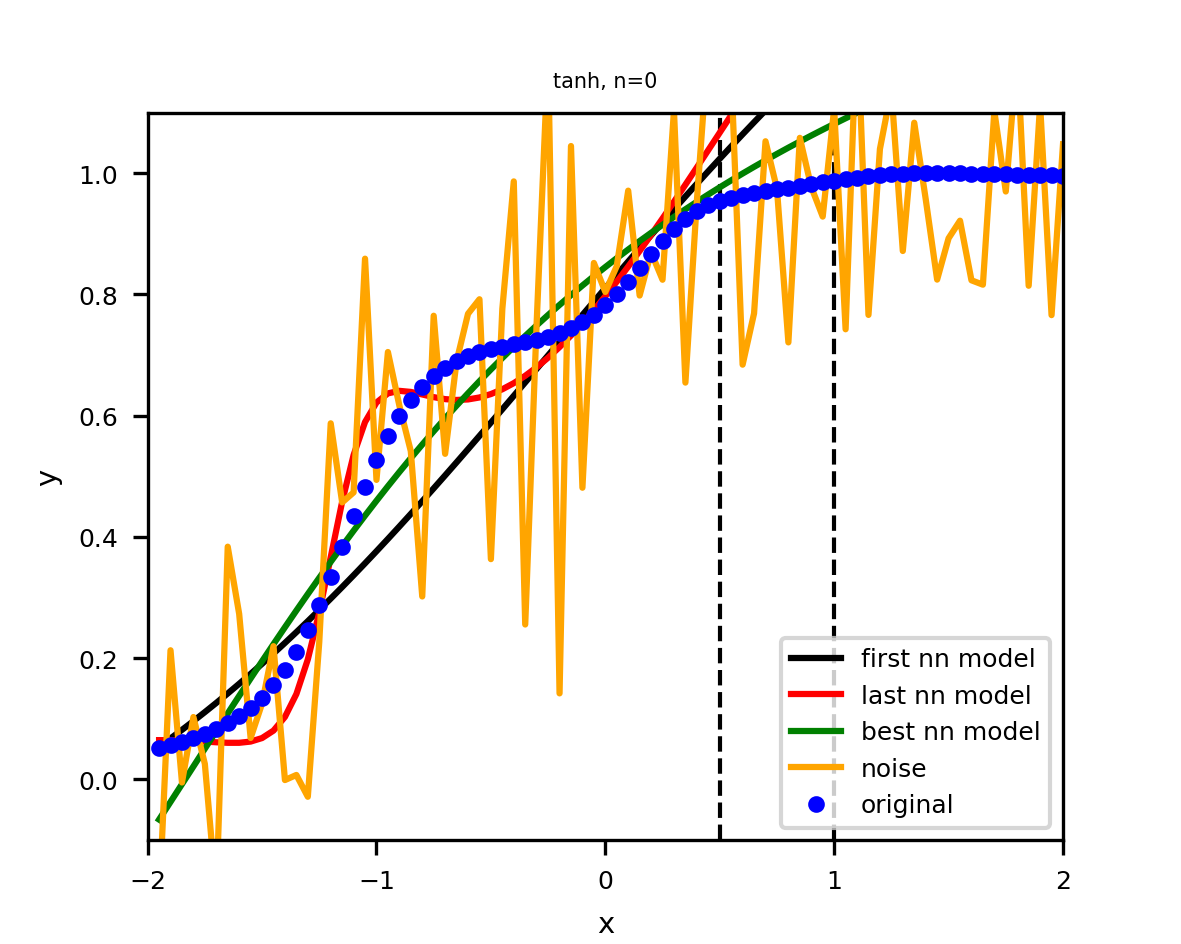 tanh, n=0
1.0
0.8
0.6
0.4
0.2
0.0
y
−2
−1
0
1
2
x
first nn model
last nn model
best nn model
noise
original